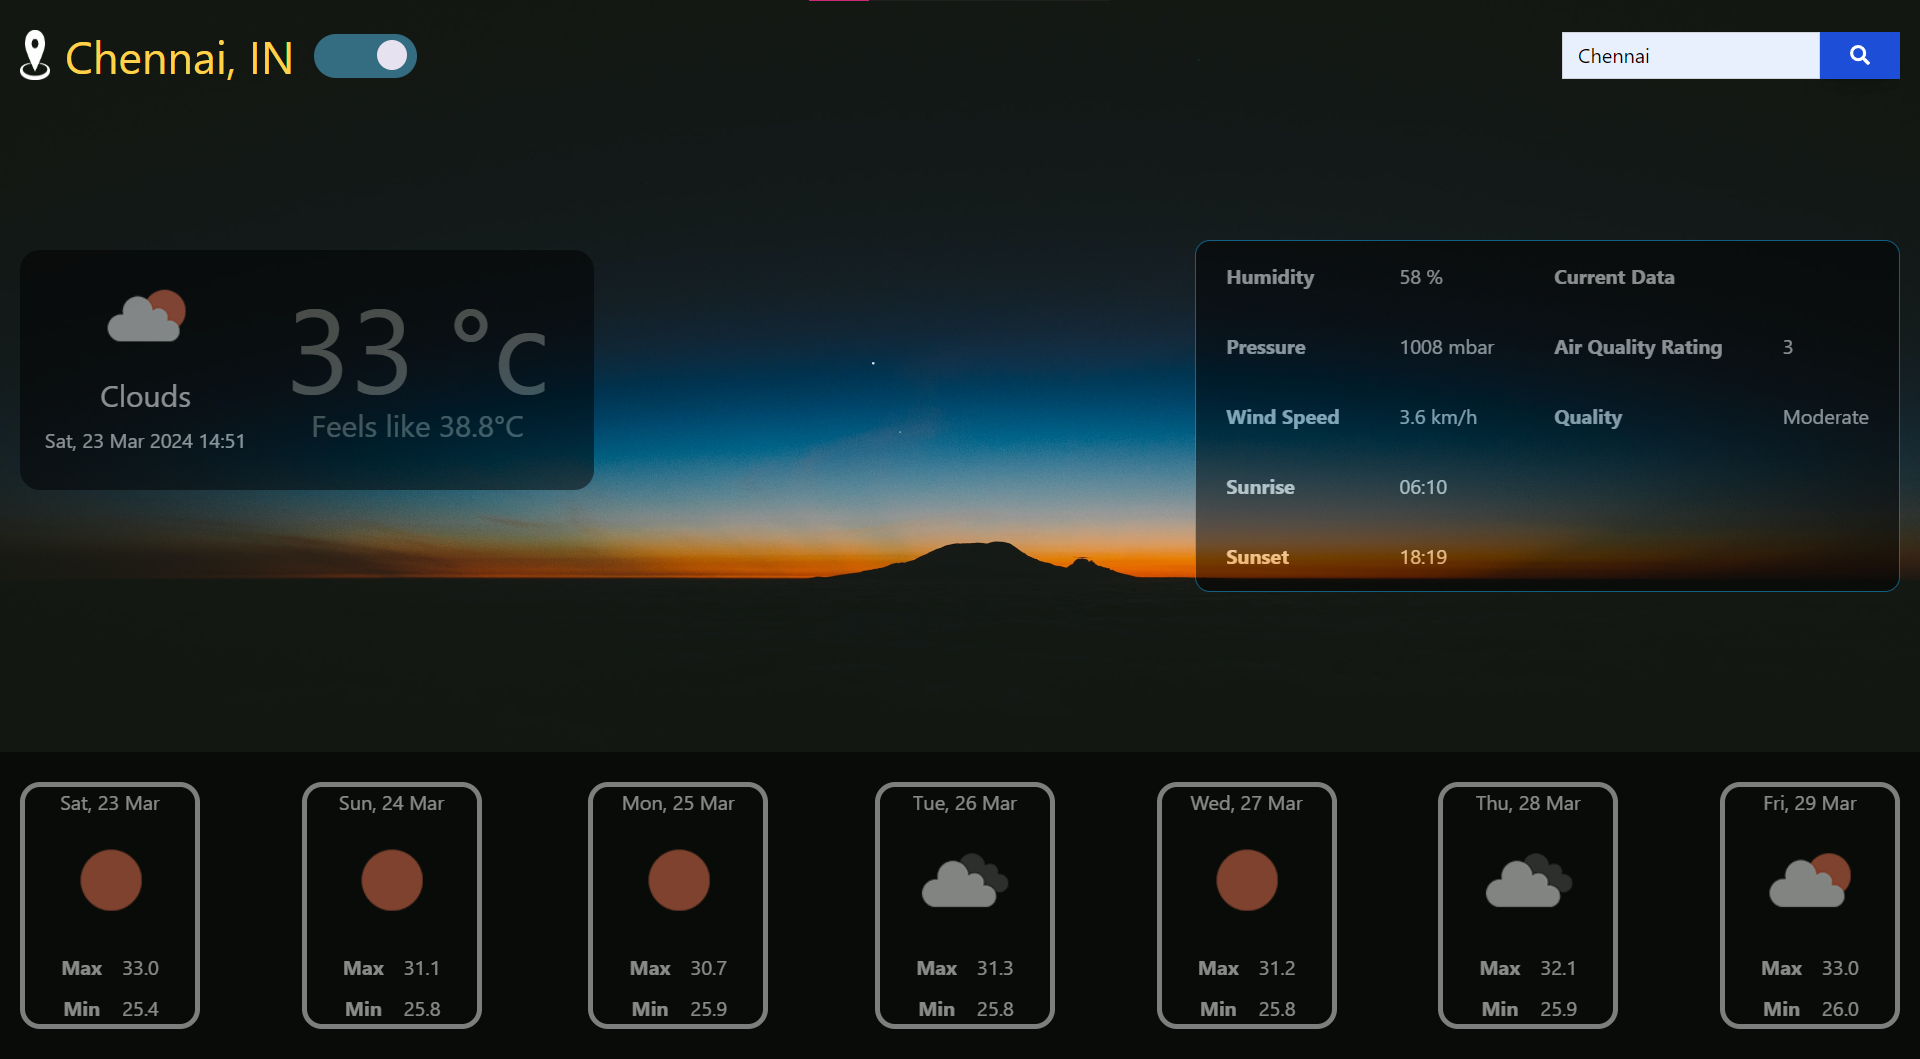 Chennai, IN
Chennai
Clouds
Sat, 23 Mar 2024 14:51
33 °c
Feels like 38.8°C
Humidity 58 % Current Data
Pressure 1008 mbar Air Quality Rating 3
Wind Speed 3.6 km/h Quality Moderate
Sunrise 06:10
Sunset 18:19
Sat, 23 Mar
Max 33.0
Min 25.4
Sun, 24 Mar
Max 31.1
Min 25.8
Mon, 25 Mar
Max 30.7
Min 25.9
Tue, 26 Mar
Max 31.3
Min 25.8
Wed, 27 Mar
Max 31.2
Min 25.8
Thu, 28 Mar
Max 32.1
Min 25.9
Fri, 29 Mar
Max 33.0
Min 26.0